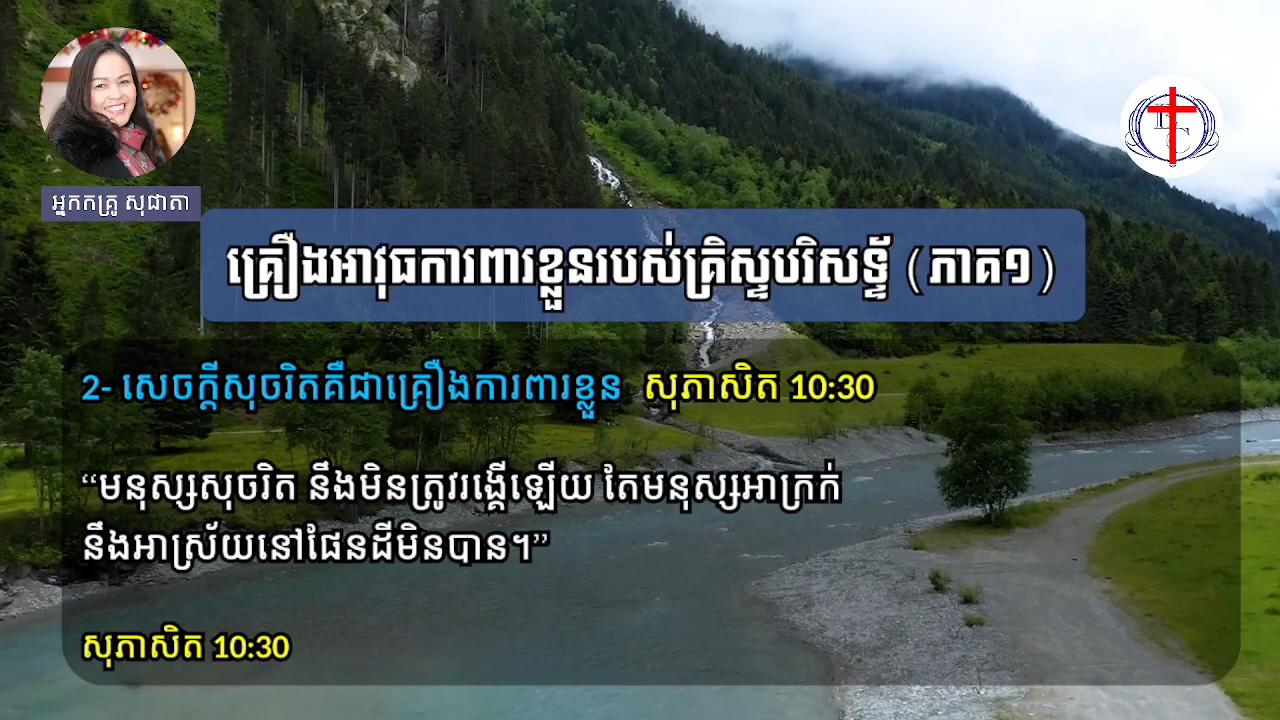 អ្នកគ្រូ សុជាតា
គ្រឿងអាវុធការពារខ្លួនរបស់គ្រិស្ទបរិសទ្ទ័ (ភាគ១)
2- សេចក្ដីសុចរិតគឺជាគ្រឿងការពារខ្លួន សុភាសិត 10:30
“មនុស្សសុចរិត នឹងមិនត្រូវរង្គើឡើយ តែមនុស្សអាក្រក់
នឹងអាស្រ័យនៅផែនដីមិនបាន។”
សុភាសិត 10:30